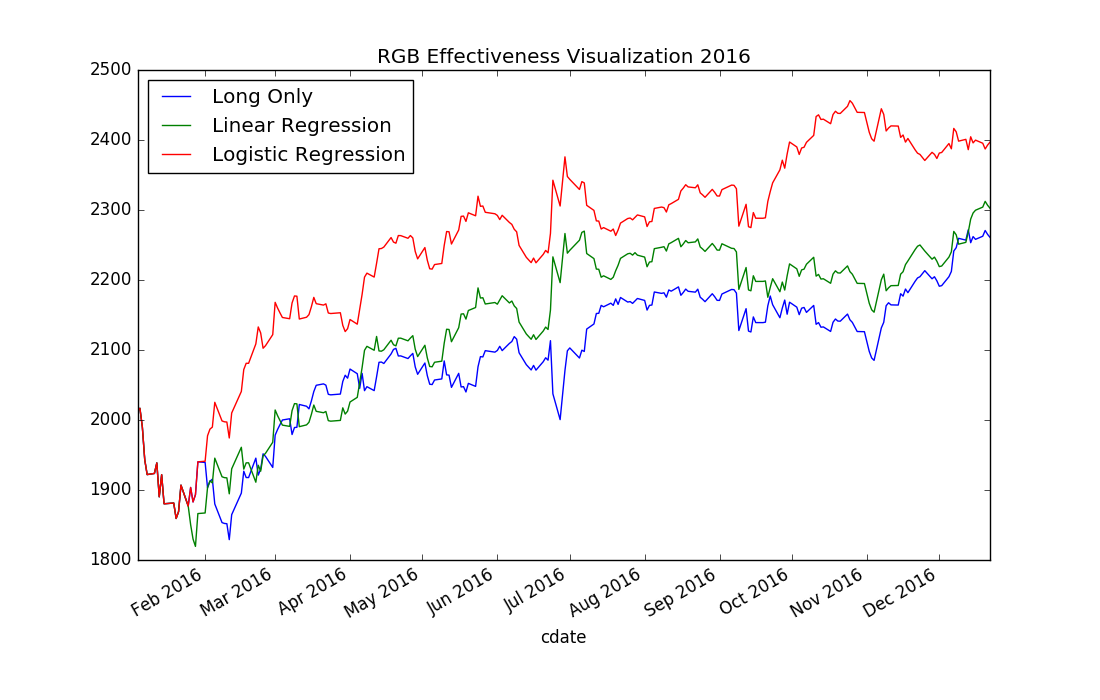 RGB Effectiveness Visualization 2016
Long Only
Linear Regression
Logistic Regression
2500
2400
2300
2200
2100
2000
1900
1800
Feb 2016
Mar 2016
Apr 2016
May 2016
Jun 2016
Jul 2016
Aug 2016
Sep 2016
Oct 2016
Nov 2016
Dec 2016
cdate